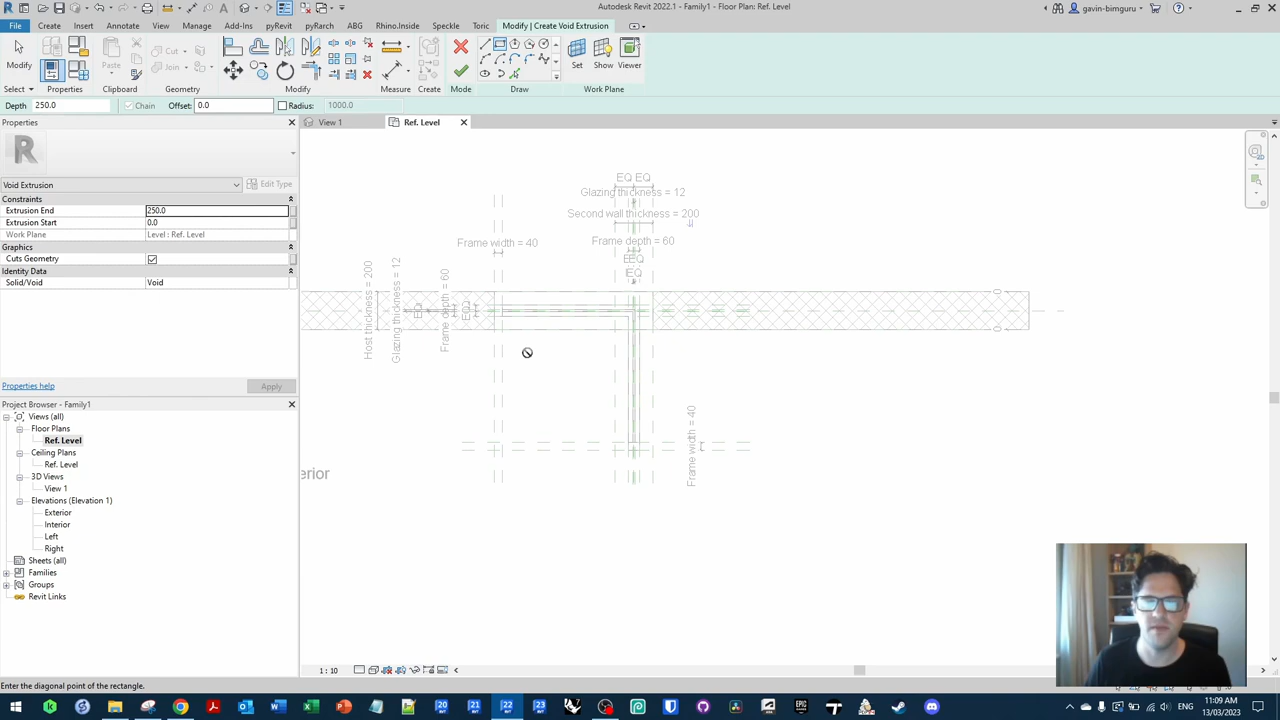 Autodesk Revit 2022.1 - Family1 - Floor Plan: Ref. Level
gavin-bimguru
File Create Insert Annotate View Manage Add-Ins pyRevit pyRarch ABG Rhino.Inside Speckle Toric Modify | Create Void Extrusion
Modify
Cut
Join
Paste
Set Show Viewer
Select Properties Clipboard Geometry Modify Measure Create Mode Draw Work Plane
Depth 250.0 Chain Offset: 0.0 Radius: 1000.0
Properties
View 1
Ref. Level
Void Extrusion
Edit Type
Constraints
Extrusion End 250.0
Extrusion Start 0.0
Work Plane Level : Ref. Level
Graphics
Cuts Geometry
Identity Data
Solid/Void Void
Properties help
Apply
Project Browser - Family1
Views (all)
Floor Plans
Ref. Level
Ceiling Plans
Ref. Level
3D Views
View 1
Elevations (Elevation 1)
Exterior
Interior
Left
Right
Sheets (all)
Families
Groups
Revit Links
EQ EQ
Glazing thickness = 12
Second wall thickness = 200
Frame depth = 60
Frame width = 40
EQ
Host thickness = 200
Glazing thickness = 12
EQ
Frame depth = 60
Frame width = 40
erior
1 : 10
Enter the diagonal point of the rectangle.
ENG
11:09 AM
13/03/2023